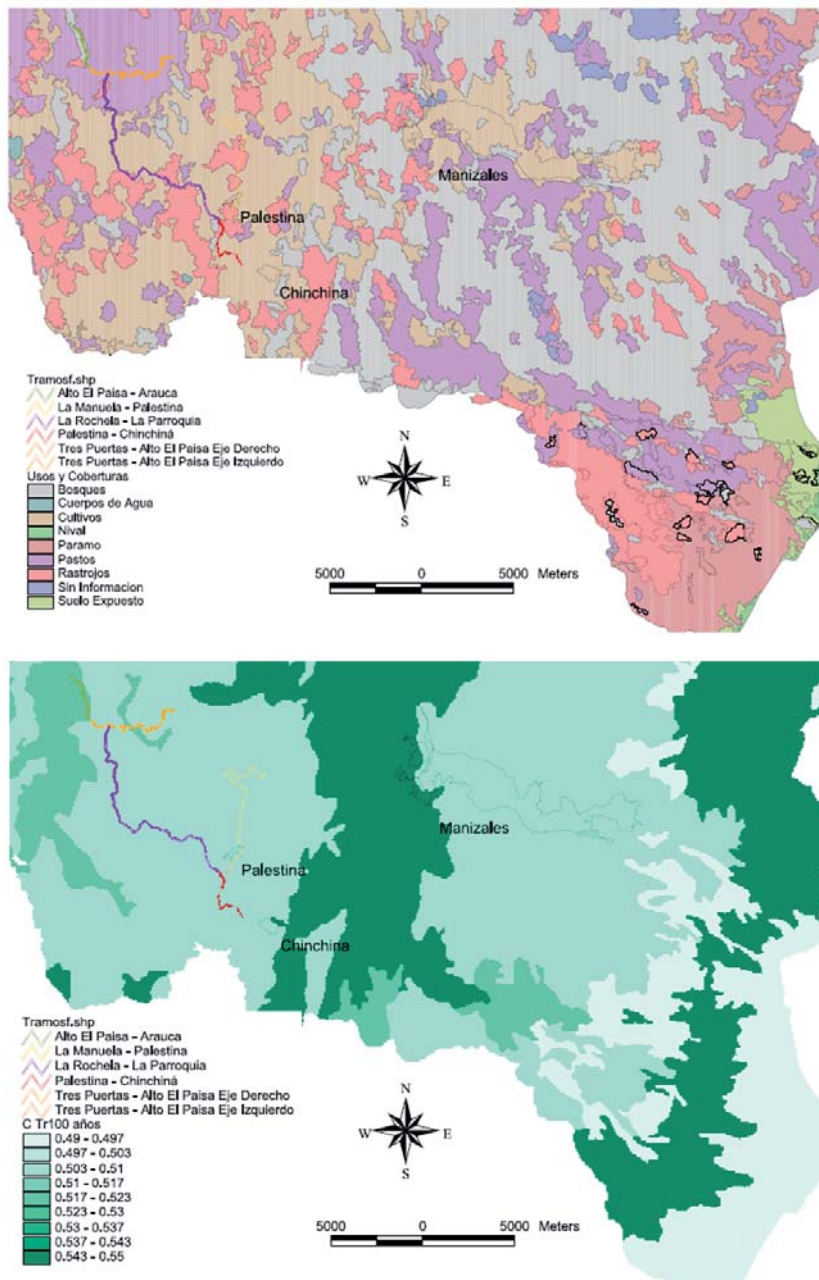 Manizales
Palestina
Chinchina
Tramosf.shp
Alto El Paisa - Arauca
La Manuela - Palestina
La Rochela - La Parroquia
Palestina - Chinchiná
Tres Puertas - Alto El Paisa Eje Derecho
Tres Puertas - Alto El Paisa Eje Izquierdo
Usos y Coberturas
Bosques
Cuerpos de Agua
Cultivos
Nival
Paramo
Pastos
Rastrojos
Sin Informacion
Suelo Expuesto
N
W E
S
5000 0 5000 Meters
Manizales
Palestina
Chinchina
Tramosf.shp
Alto El Paisa - Arauca
La Manuela - Palestina
La Rochela - La Parroquia
Palestina - Chinchiná
Tres Puertas - Alto El Paisa Eje Derecho
Tres Puertas - Alto El Paisa Eje Izquierdo
C Tr100 años
0.49 - 0.497
0.497 - 0.503
0.503 - 0.51
0.51 - 0.517
0.517 - 0.523
0.523 - 0.53
0.53 - 0.537
0.537 - 0.543
0.543 - 0.55
N
W E
S
5000 0 5000 Meters